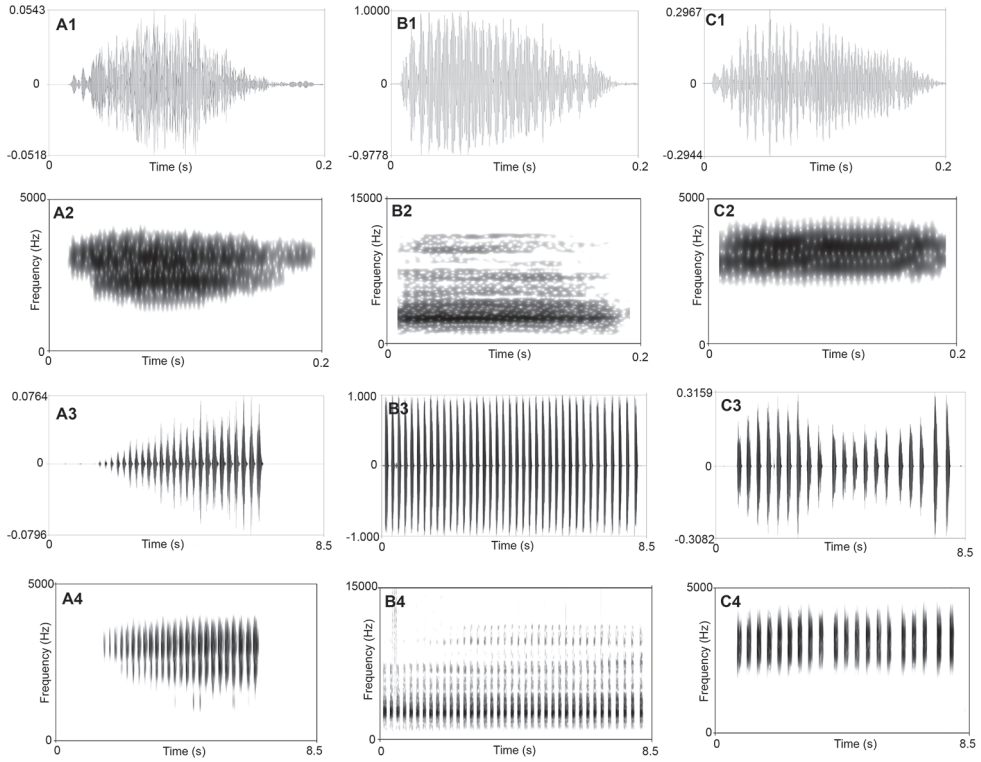 0.0543
A1
0
-0.0518
0
Time (s)
0.2
1.0000
B1
0
-0.9778
0
Time (s)
0.2
0.2967
C1
0
-0.2944
0
Time (s)
0.2
5000
A2
Frequency (Hz)
0
0
Time (s)
0.2
15000
B2
Frequency (Hz)
0
0
Time (s)
0.2
5000
C2
Frequency (Hz)
0
0
Time (s)
0.2
0.0764
A3
0
-0.0796
0
Time (s)
8.5
1.000
B3
0
-1.000
0
Time (s)
8.5
0.3159
C3
0
-0.3082
0
Time (s)
8.5
5000
A4
Frequency (Hz)
0
0
Time (s)
8.5
15000
B4
Frequency (Hz)
0
0
Time (s)
8.5
5000
C4
Frequency (Hz)
0
0
Time (s)
8.5